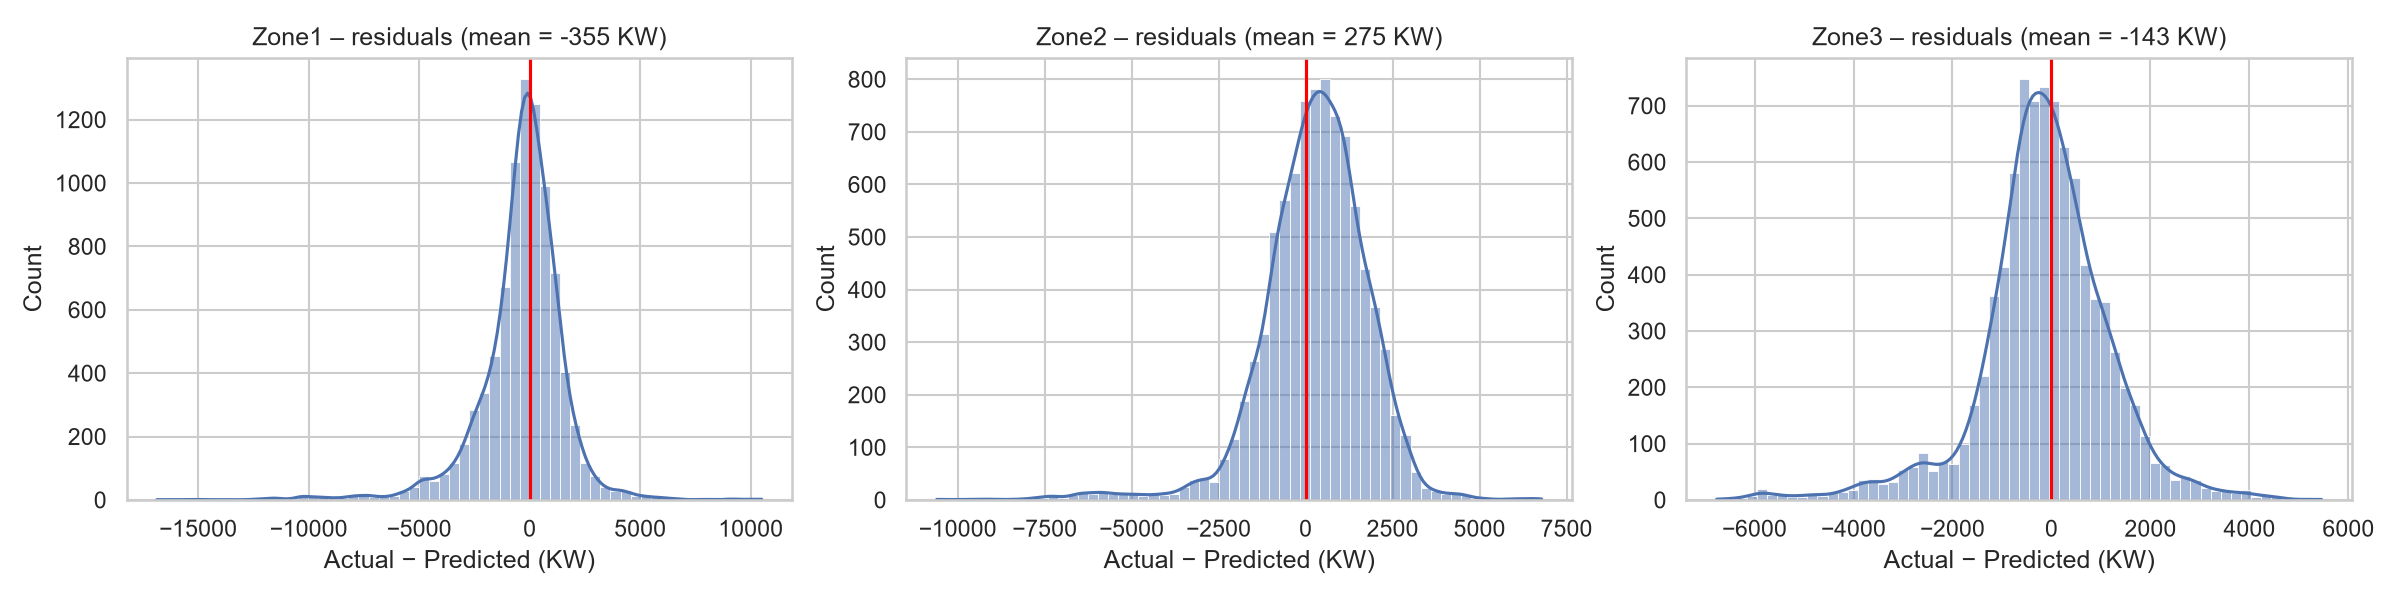 Zone1 – residuals (mean = -355 KW)
Count
1200
1000
800
600
400
200
0
−15000 −10000 −5000 0 5000 10000
Actual − Predicted (KW)
Zone2 – residuals (mean = 275 KW)
Count
800
700
600
500
400
300
200
100
0
−10000 −7500 −5000 −2500 0 2500 5000 7500
Actual − Predicted (KW)
Zone3 – residuals (mean = -143 KW)
Count
700
600
500
400
300
200
100
0
−6000 −4000 −2000 0 2000 4000 6000
Actual − Predicted (KW)